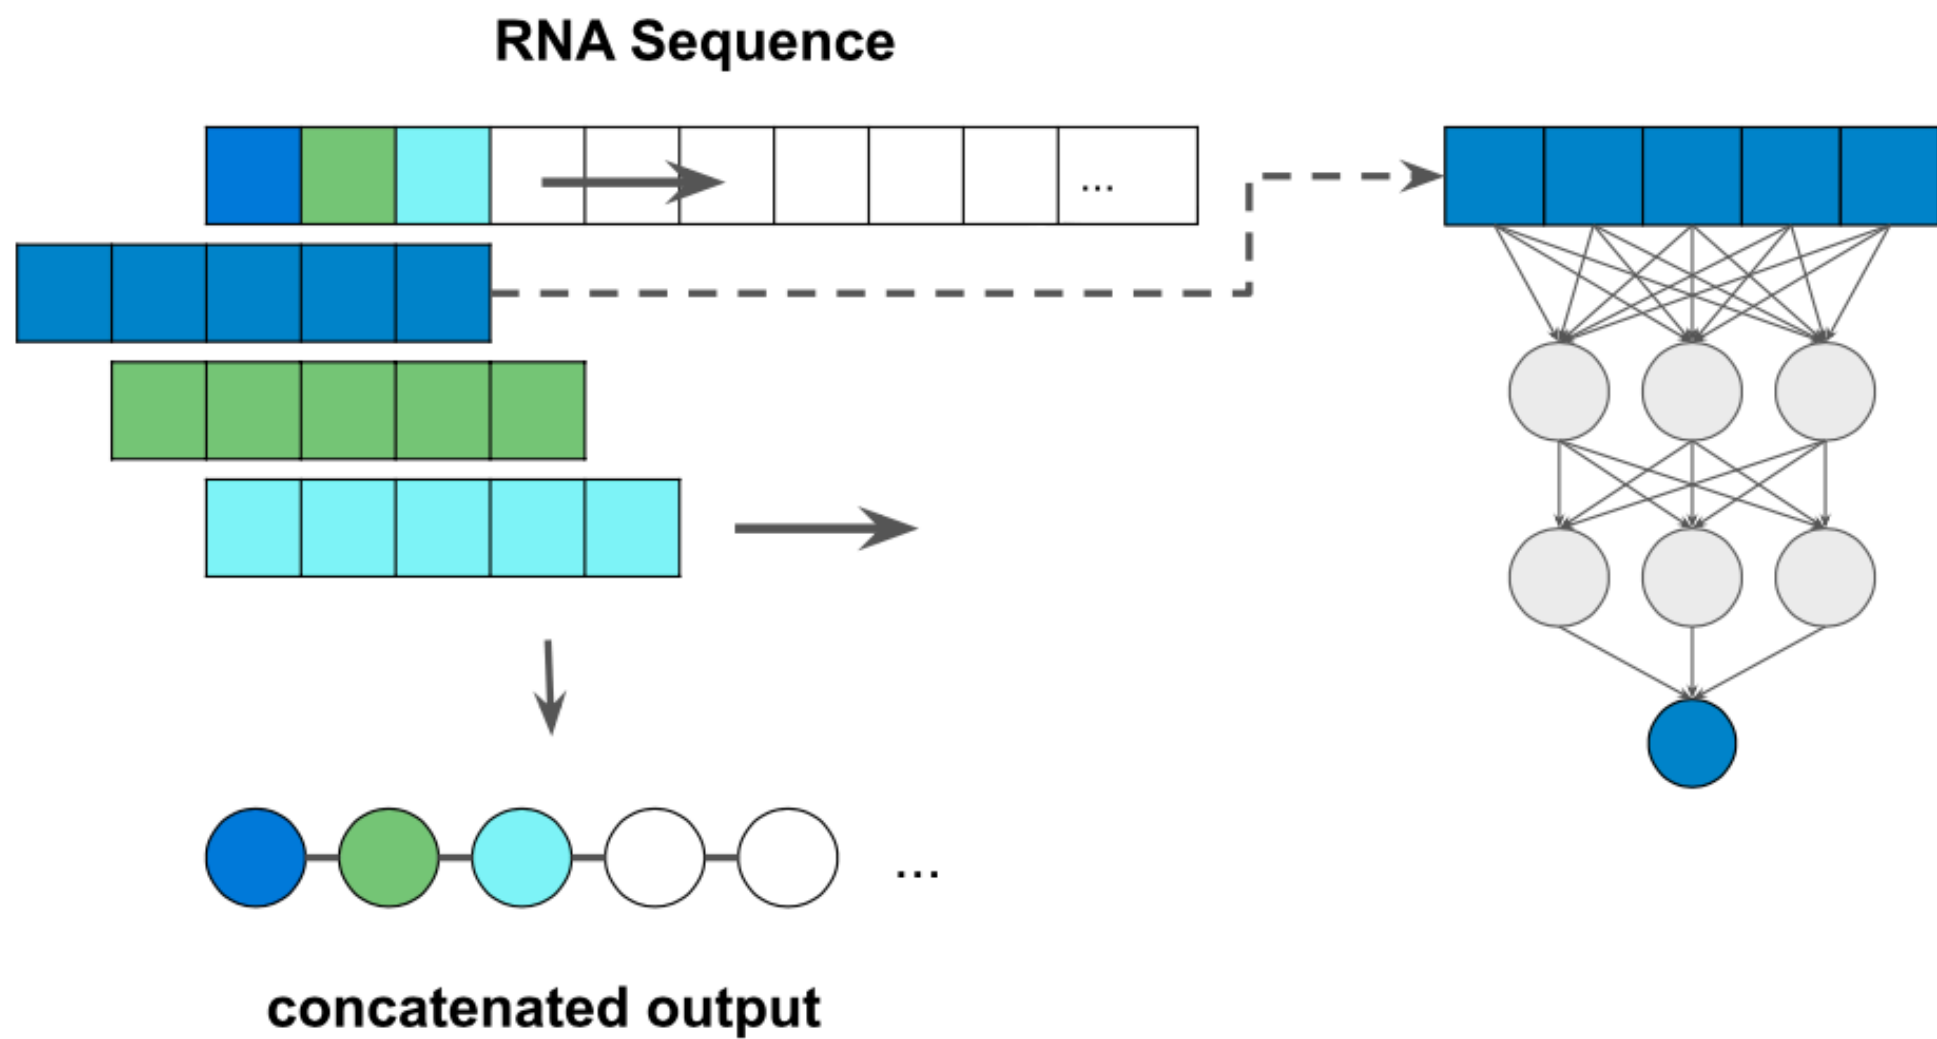 RNA Sequence
...
...
concatenated output